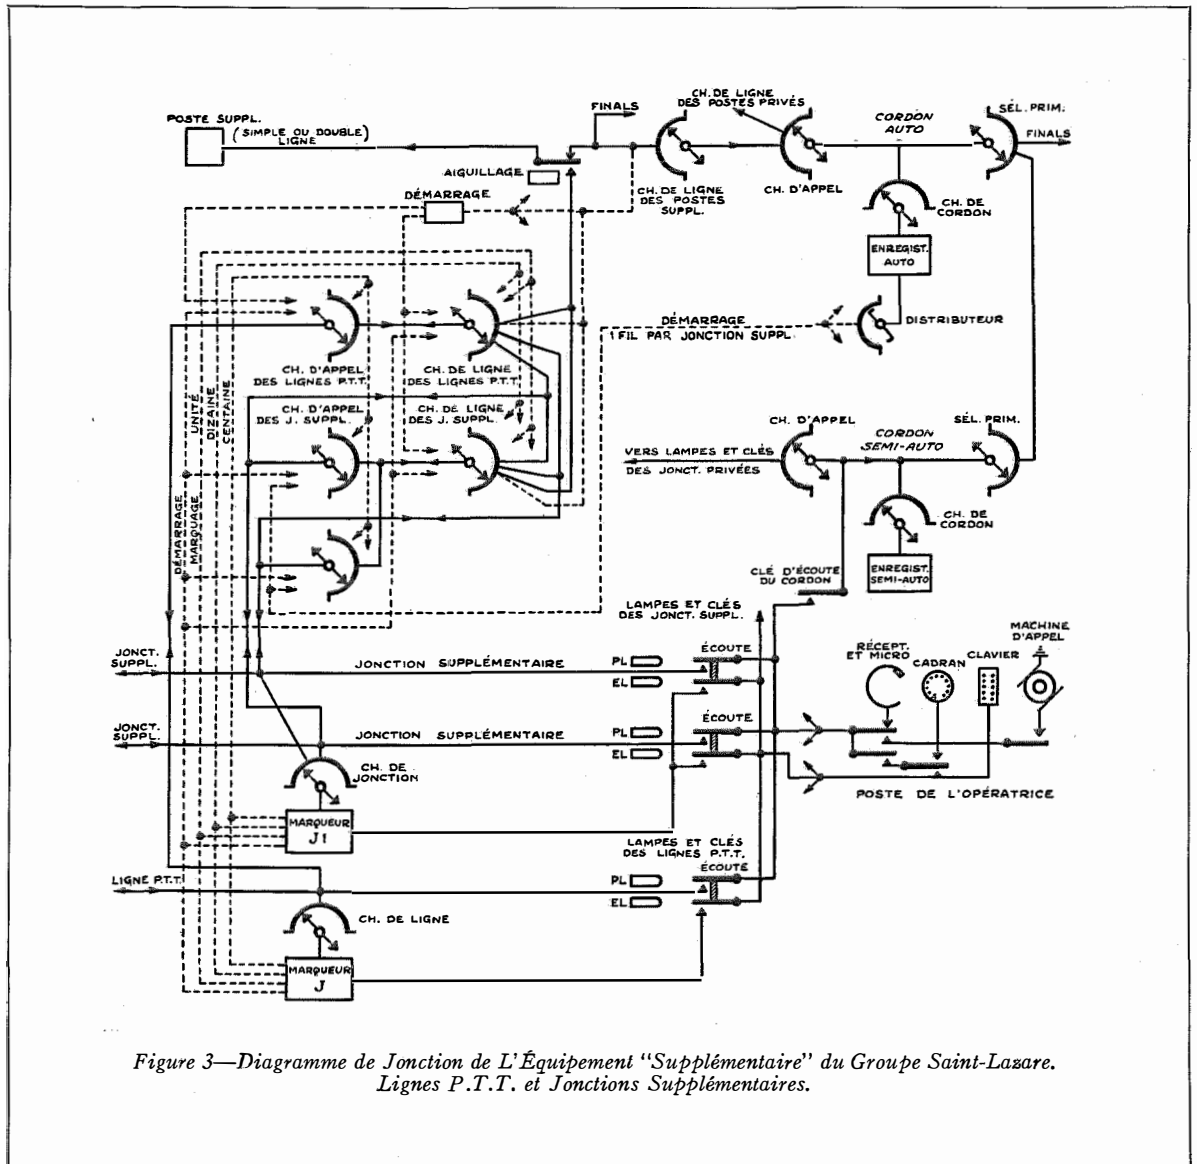 FINALS
CH. DE LIGNE
DES POSTES PRIVÉS
SÉL. PRIM.
POSTE SUPPL.
(SIMPLE OU DOUBLE)
LIGNE
CORDON
AUTO
FINALS
AIGUILLAGE
CH. DE LIGNE
DES POSTES
SUPPL.
CH. D'APPEL
DÉMARRAGE
CH. DE
CORDON
ENREGIST.
AUTO
DÉMARRAGE
1 FIL PAR JONCTION SUPPL.
DISTRIBUTEUR
CH. D'APPEL
DES LIGNES P.T.T.
CH. DE LIGNE
DES LIGNES P.T.T.
UNITÉ
DIZAINE
CENTAINE
CH. D'APPEL
DES J. SUPPL.
CH. DE LIGNE
DES J. SUPPL.
CH. D'APPEL
CORDON
SEMI-AUTO
SÉL. PRIM.
VERS LAMPES ET CLÉS
DES JONCT. PRIVÉES
DÉMARRAGE
MARQUAGE
CH. DE
CORDON
CLÉ D'ÉCOUTE
DU CORDON
ENREGIST.
SEMI-AUTO
LAMPES ET CLÉS
DES JONCT. SUPPL.
MACHINE
D'APPEL
JONCT.
SUPPL.
JONCTION SUPPLÉMENTAIRE
PL
EL
ÉCOUTE
RÉCEPT.
ET MICRO
CADRAN
CLAVIER
JONCT.
SUPPL.
JONCTION SUPPLÉMENTAIRE
PL
EL
ÉCOUTE
CH. DE
JONCTION
POSTE DE L'OPÉRATRICE
MARQUEUR
J1
LAMPES ET CLÉS
DES LIGNES P.T.T.
LIGNE P.T.T.
PL
EL
ÉCOUTE
CH. DE LIGNE
MARQUEUR
J
Figure 3—Diagramme de Jonction de L'Équipement "Supplémentaire" du Groupe Saint-Lazare.
Lignes P.T.T. et Jonctions Supplémentaires.